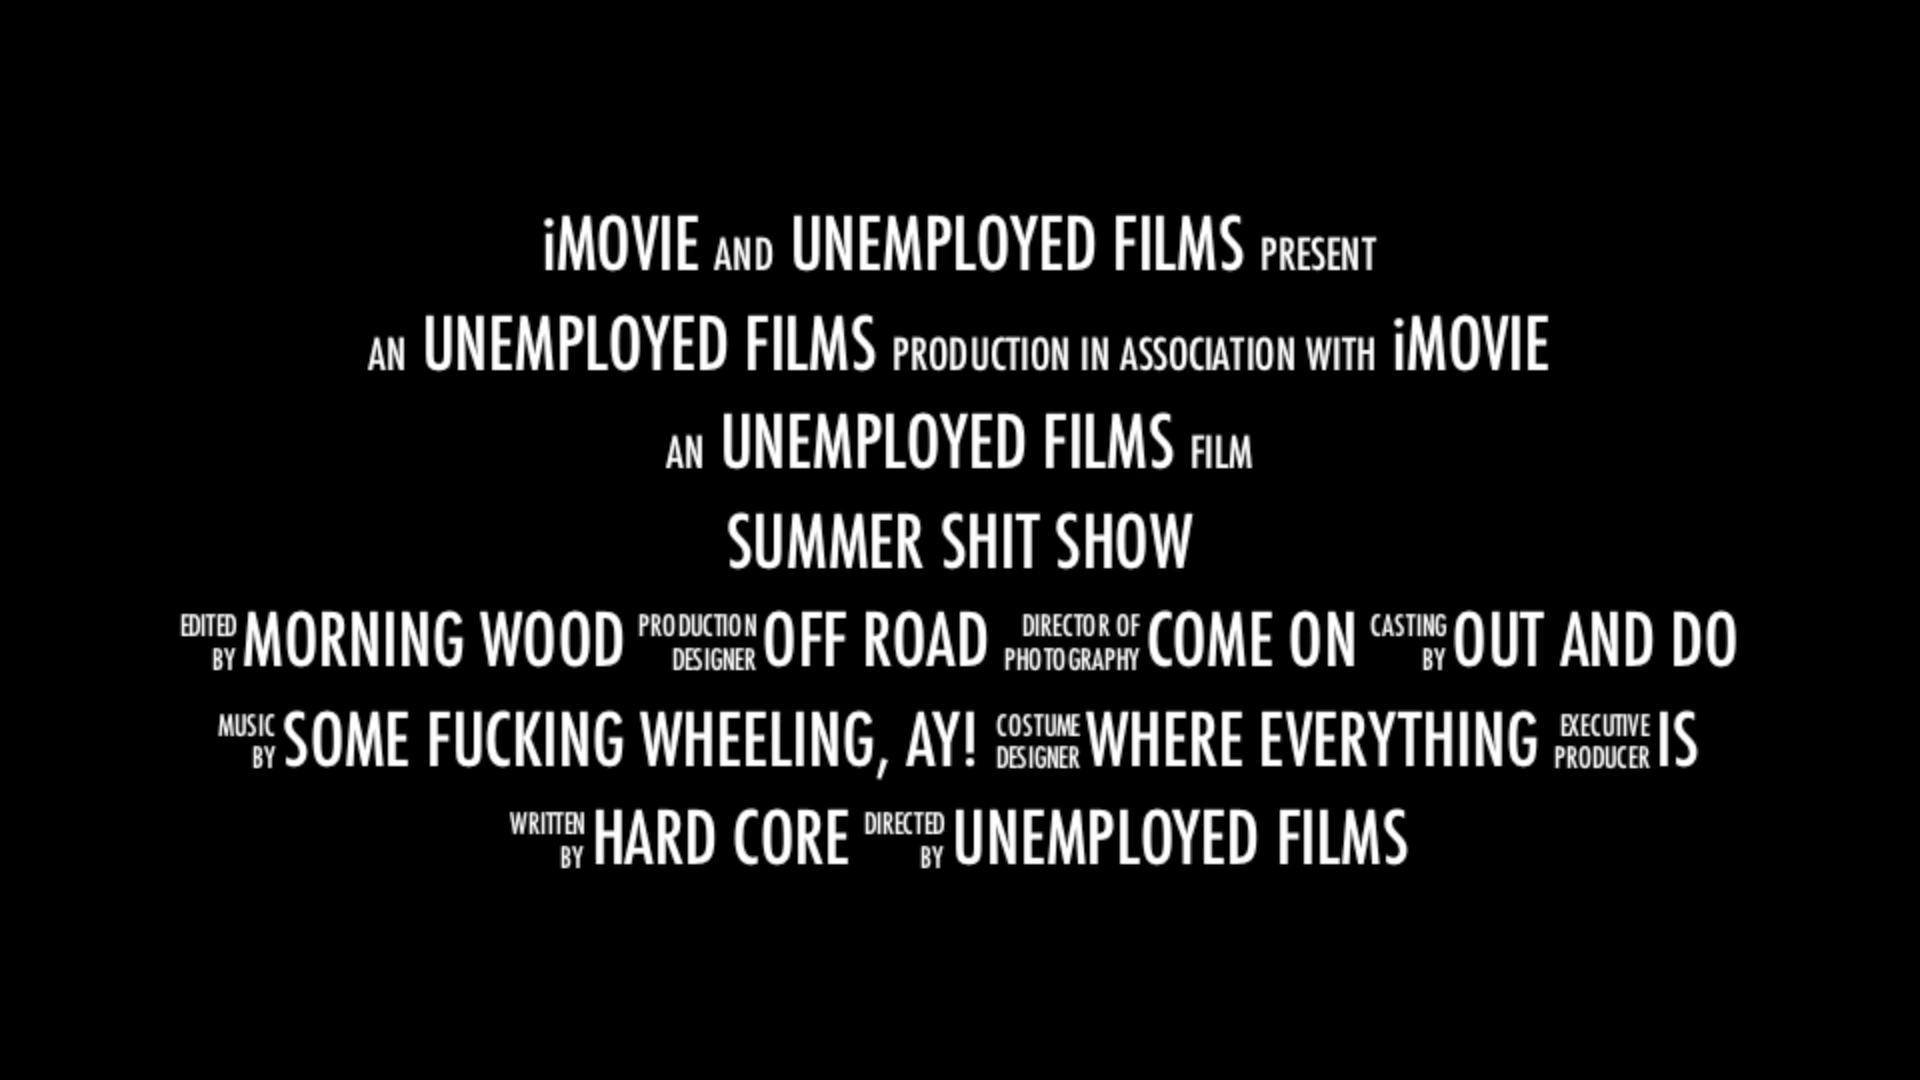 iMOVIE AND UNEMPLOYED FILMS PRESENT
AN UNEMPLOYED FILMS PRODUCTION IN ASSOCIATION WITH iMOVIE
AN UNEMPLOYED FILMS FILM
SUMMER SHIT SHOW
EDITED BY MORNING WOOD PRODUCTION DESIGNER OFF ROAD DIRECTOR OF PHOTOGRAPHY COME ON CASTING BY OUT AND DO
MUSIC BY SOME FUCKING WHEELING, AY! COSTUME DESIGNER WHERE EVERYTHING EXECUTIVE PRODUCER IS
WRITTEN BY HARD CORE DIRECTED BY UNEMPLOYED FILMS